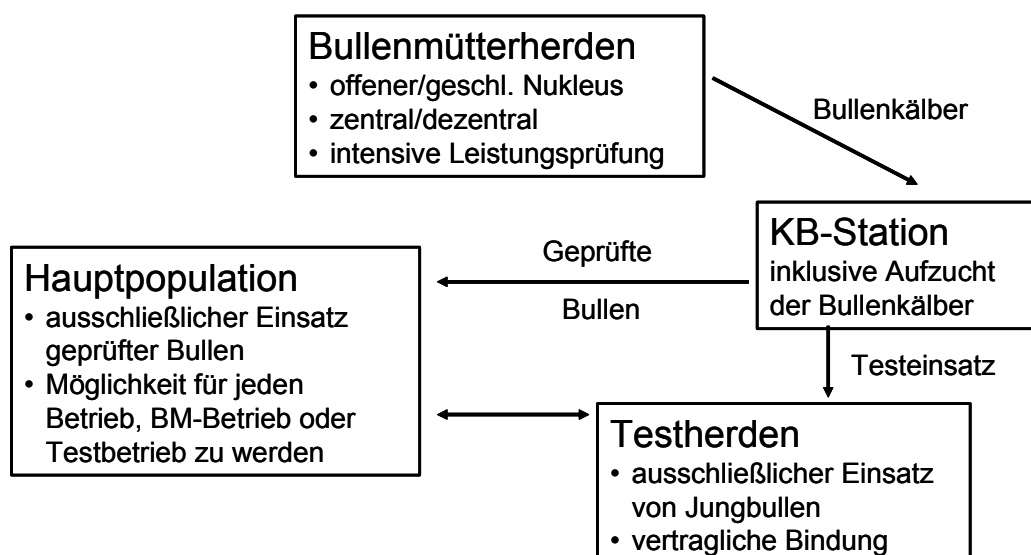 Bullenmütterherden
• offener/geschl. Nukleus
• zentral/dezentral
• intensive Leistungsprüfung
Bullenkälber
KB-Station
inklusive Aufzucht
der Bullenkälber
Geprüfte
Bullen
Hauptpopulation
• ausschließlicher Einsatz
geprüfter Bullen
• Möglichkeit für jeden
Betrieb, BM-Betrieb oder
Testbetrieb zu werden
Testeinsatz
Testherden
• ausschließlicher Einsatz
von Jungbullen
• vertragliche Bindung